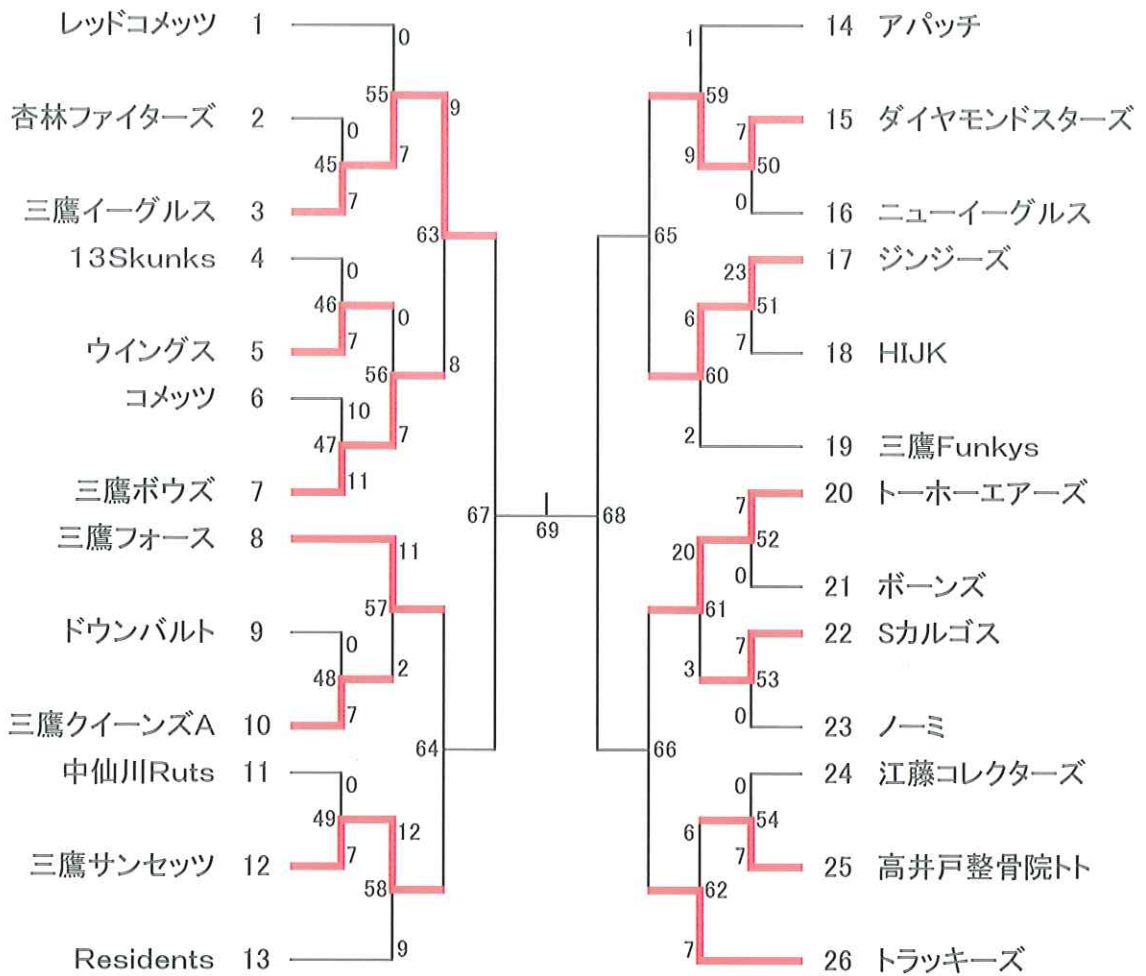 レッドコメッツ 1 0 1 14 アパッチ
55 9 59
杏林ファイターズ 2 0 7 15 ダイヤモンドスターズ
45 7 9 50
三鷹イーグルス 3 7 0 16 ニューイーグルス
63 65
13Skunks 4 0 23 17 ジンジーズ
46 0 6 51
ウイングス 5 7 7 18 HIJK
56 8 60
コメッツ 6 10
47 7 2 19 三鷹Funkys
三鷹ボウズ 7 11 7 20 トーホーエアーズ
67 69 68
三鷹フォース 8 11 20 52
0 21 ボーンズ
57 61
ドウンバルト 9 0 7 22 Sカルゴス
48 2 3 53
三鷹クイーンズA 10 7 0 23 ノーミ
64 66
中仙川Ruts 11 0 0 24 江藤コレクターズ
49 12 6 54
三鷹サンセッツ 12 7 7 25 高井戸整骨院トト
58 62
Residents 13 9 7 26 トラッキーズ